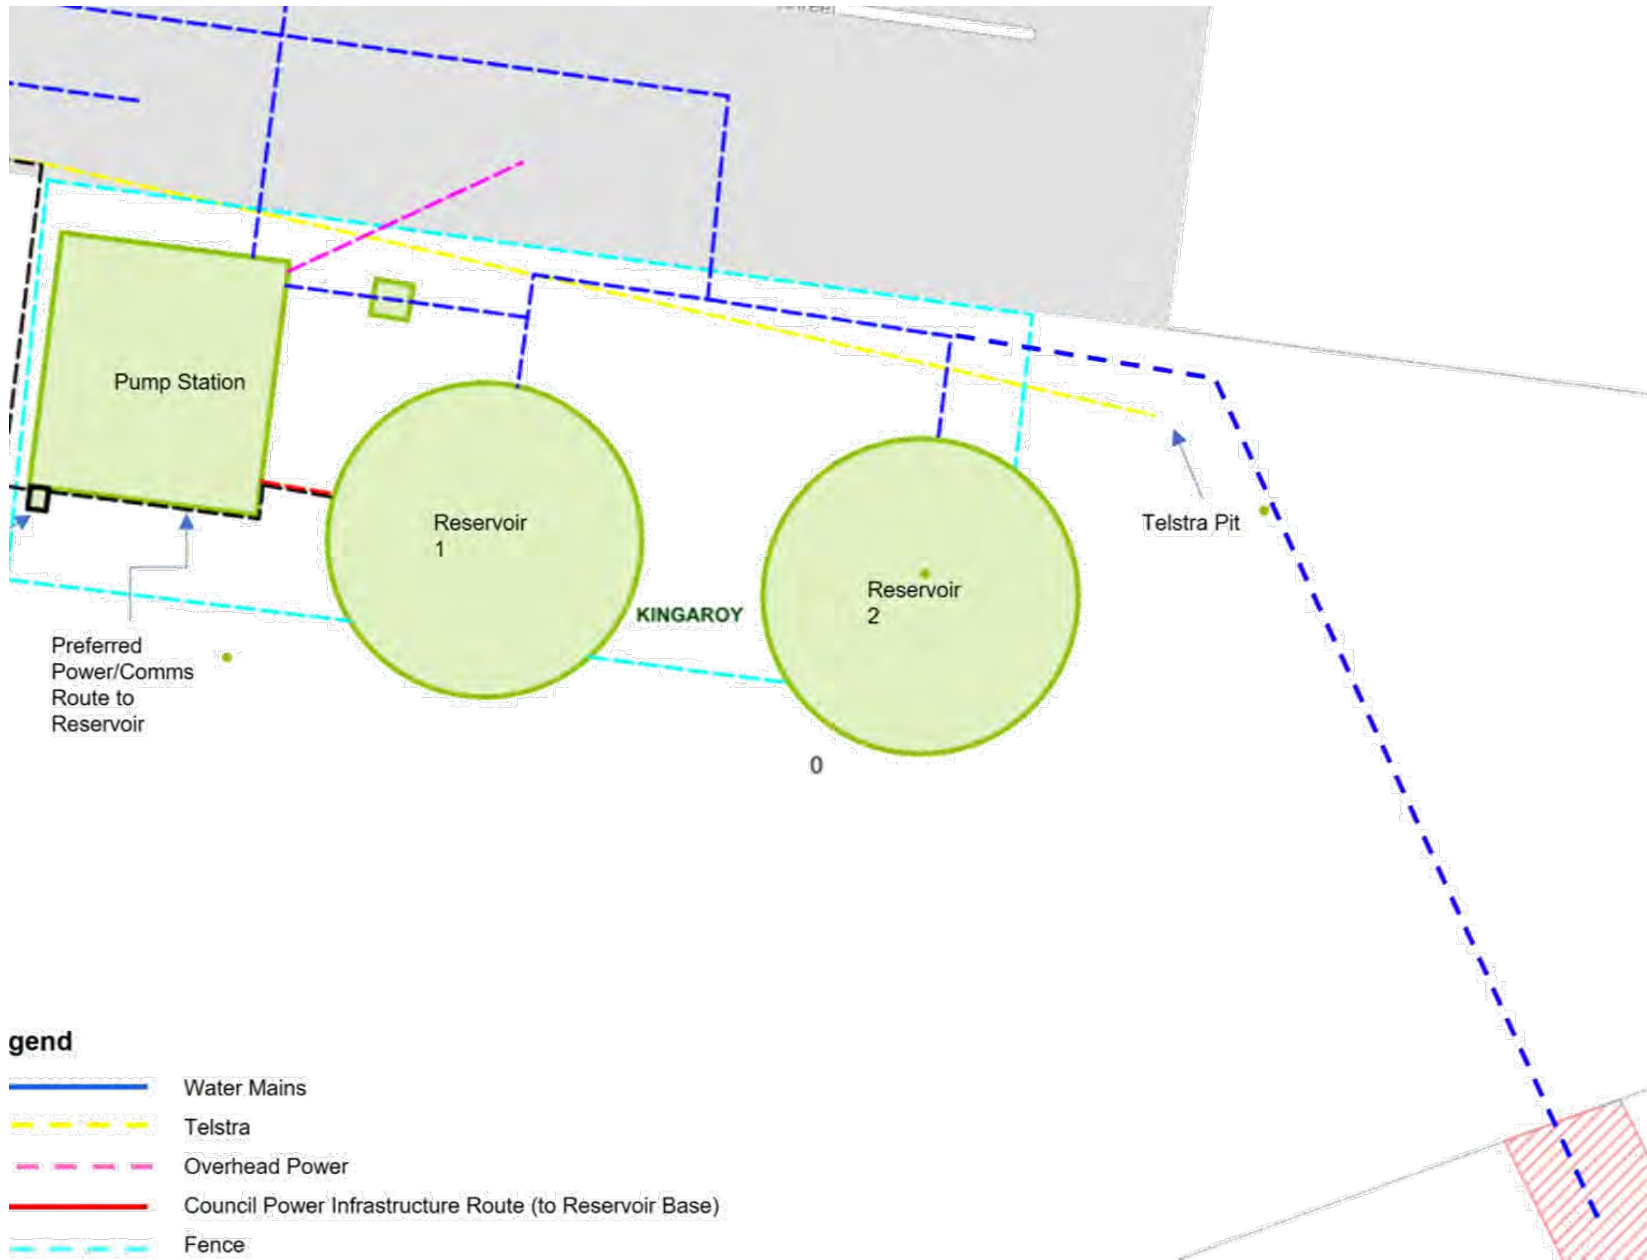 Pump Station
Reservoir
1
Telstra Pit
Reservoir
2
KINGAROY
Preferred
Power/Comms
Route to
Reservoir
0
gend
Water Mains
Telstra
Overhead Power
Council Power Infrastructure Route (to Reservoir Base)
Fence